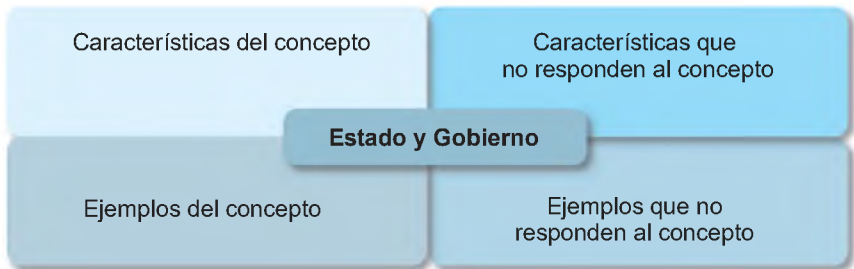 Características del concepto
Características que
no responden al concepto
Estado y Gobierno
Ejemplos del concepto
Ejemplos que no
responden al concepto